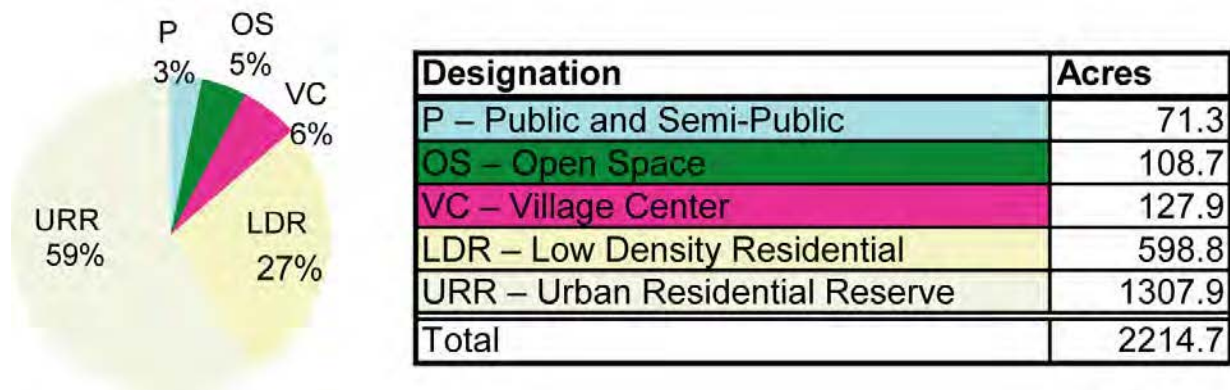 P
3%
OS
5%
VC
6%
LDR
27%
URR
59%
Designation Acres
P – Public and Semi-Public 71.3
OS – Open Space 108.7
VC – Village Center 127.9
LDR – Low Density Residential 598.8
URR – Urban Residential Reserve 1307.9
Total 2214.7